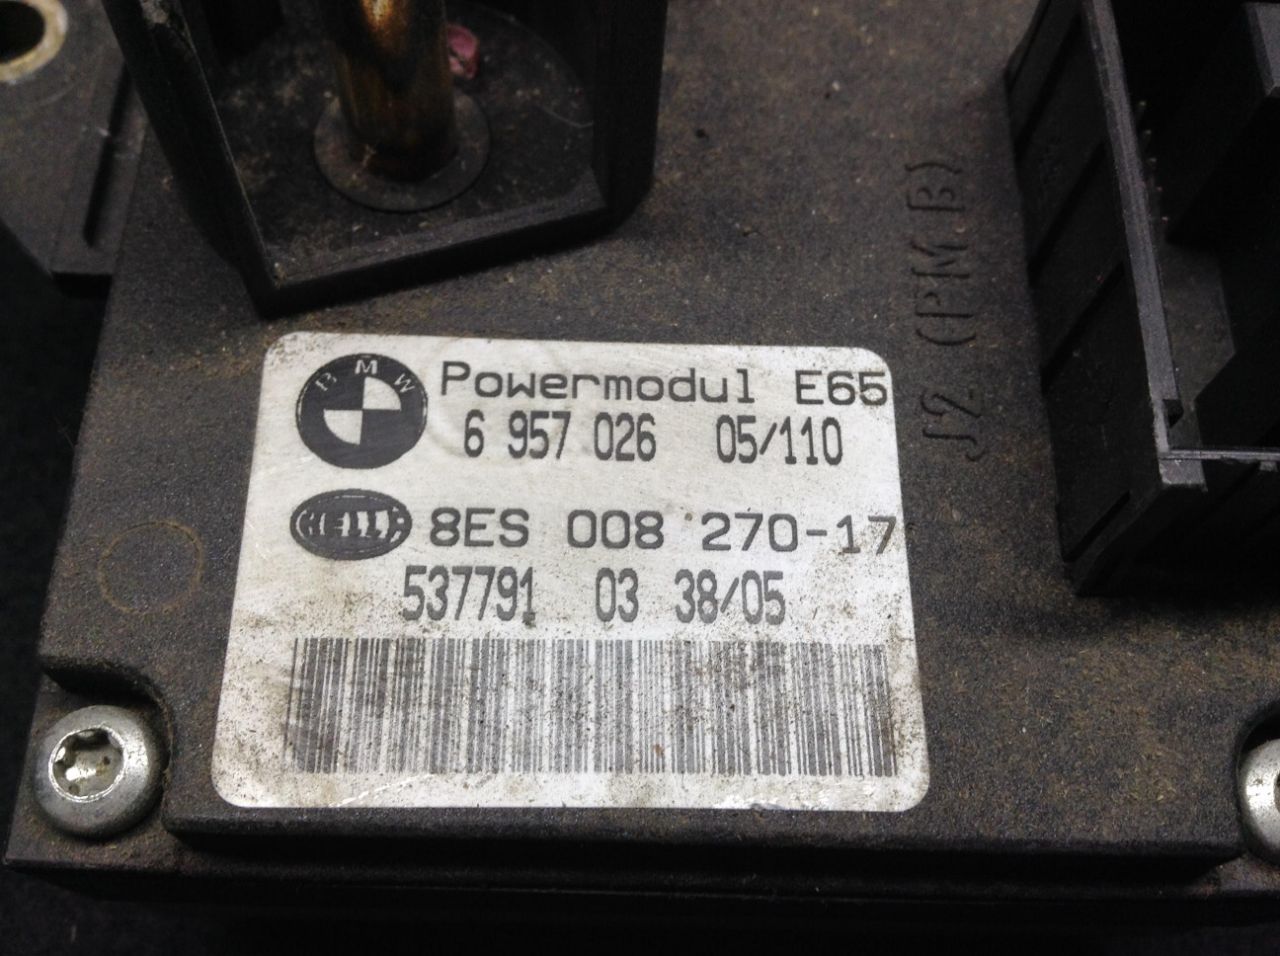 BMW
Powermodul E65
6 957 026 05/110
HELLA
8ES 008 270-17
537791 03 38/05
J2 (PMB)